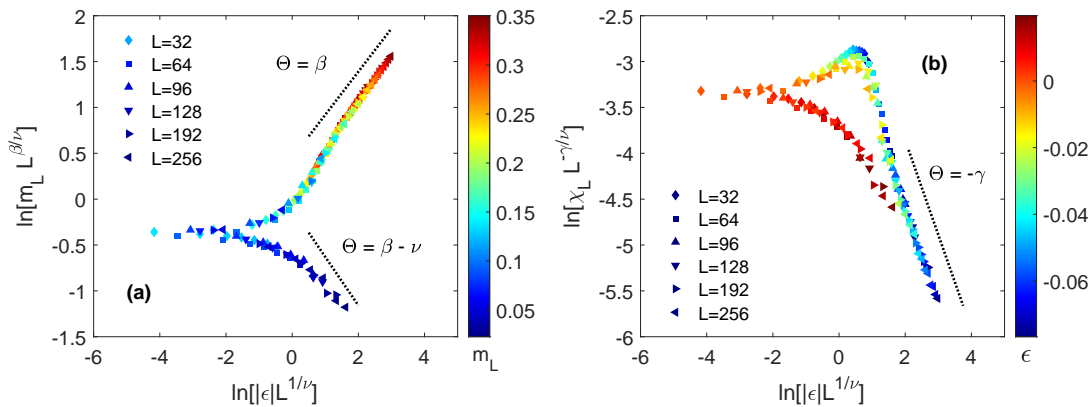 2
1.5
1
0.5
0
-0.5
-1
-1.5
-6 -4 -2 0 2 4
ln[m_L L^{β/ν}]
ln[|ϵ|L^{1/ν}]
L=32
L=64
L=96
L=128
L=192
L=256
Θ = β
Θ = β - ν
(a)
0.35
0.3
0.25
0.2
0.15
0.1
0.05
m_L
-2.5
-3
-3.5
-4
-4.5
-5
-5.5
-6
-6 -4 -2 0 2 4
ln[χ_L L^{-γ/ν}]
ln[|ϵ|L^{1/ν}]
(b)
Θ = -γ
L=32
L=64
L=96
L=128
L=192
L=256
0
-0.02
-0.04
-0.06
ϵ